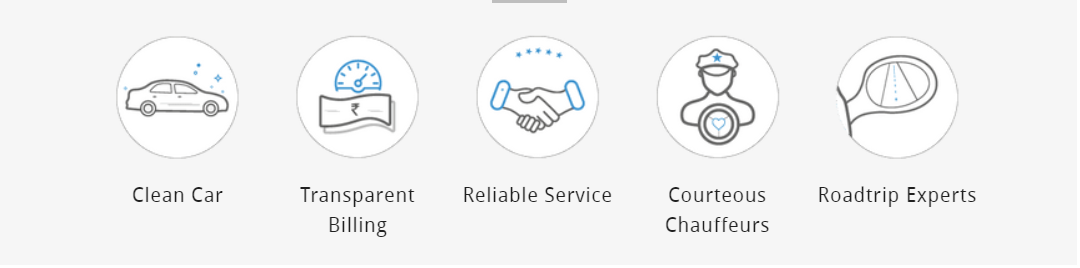 ₹
Clean Car
Transparent
Billing
Reliable Service
Courteous
Chauffeurs
Roadtrip Experts